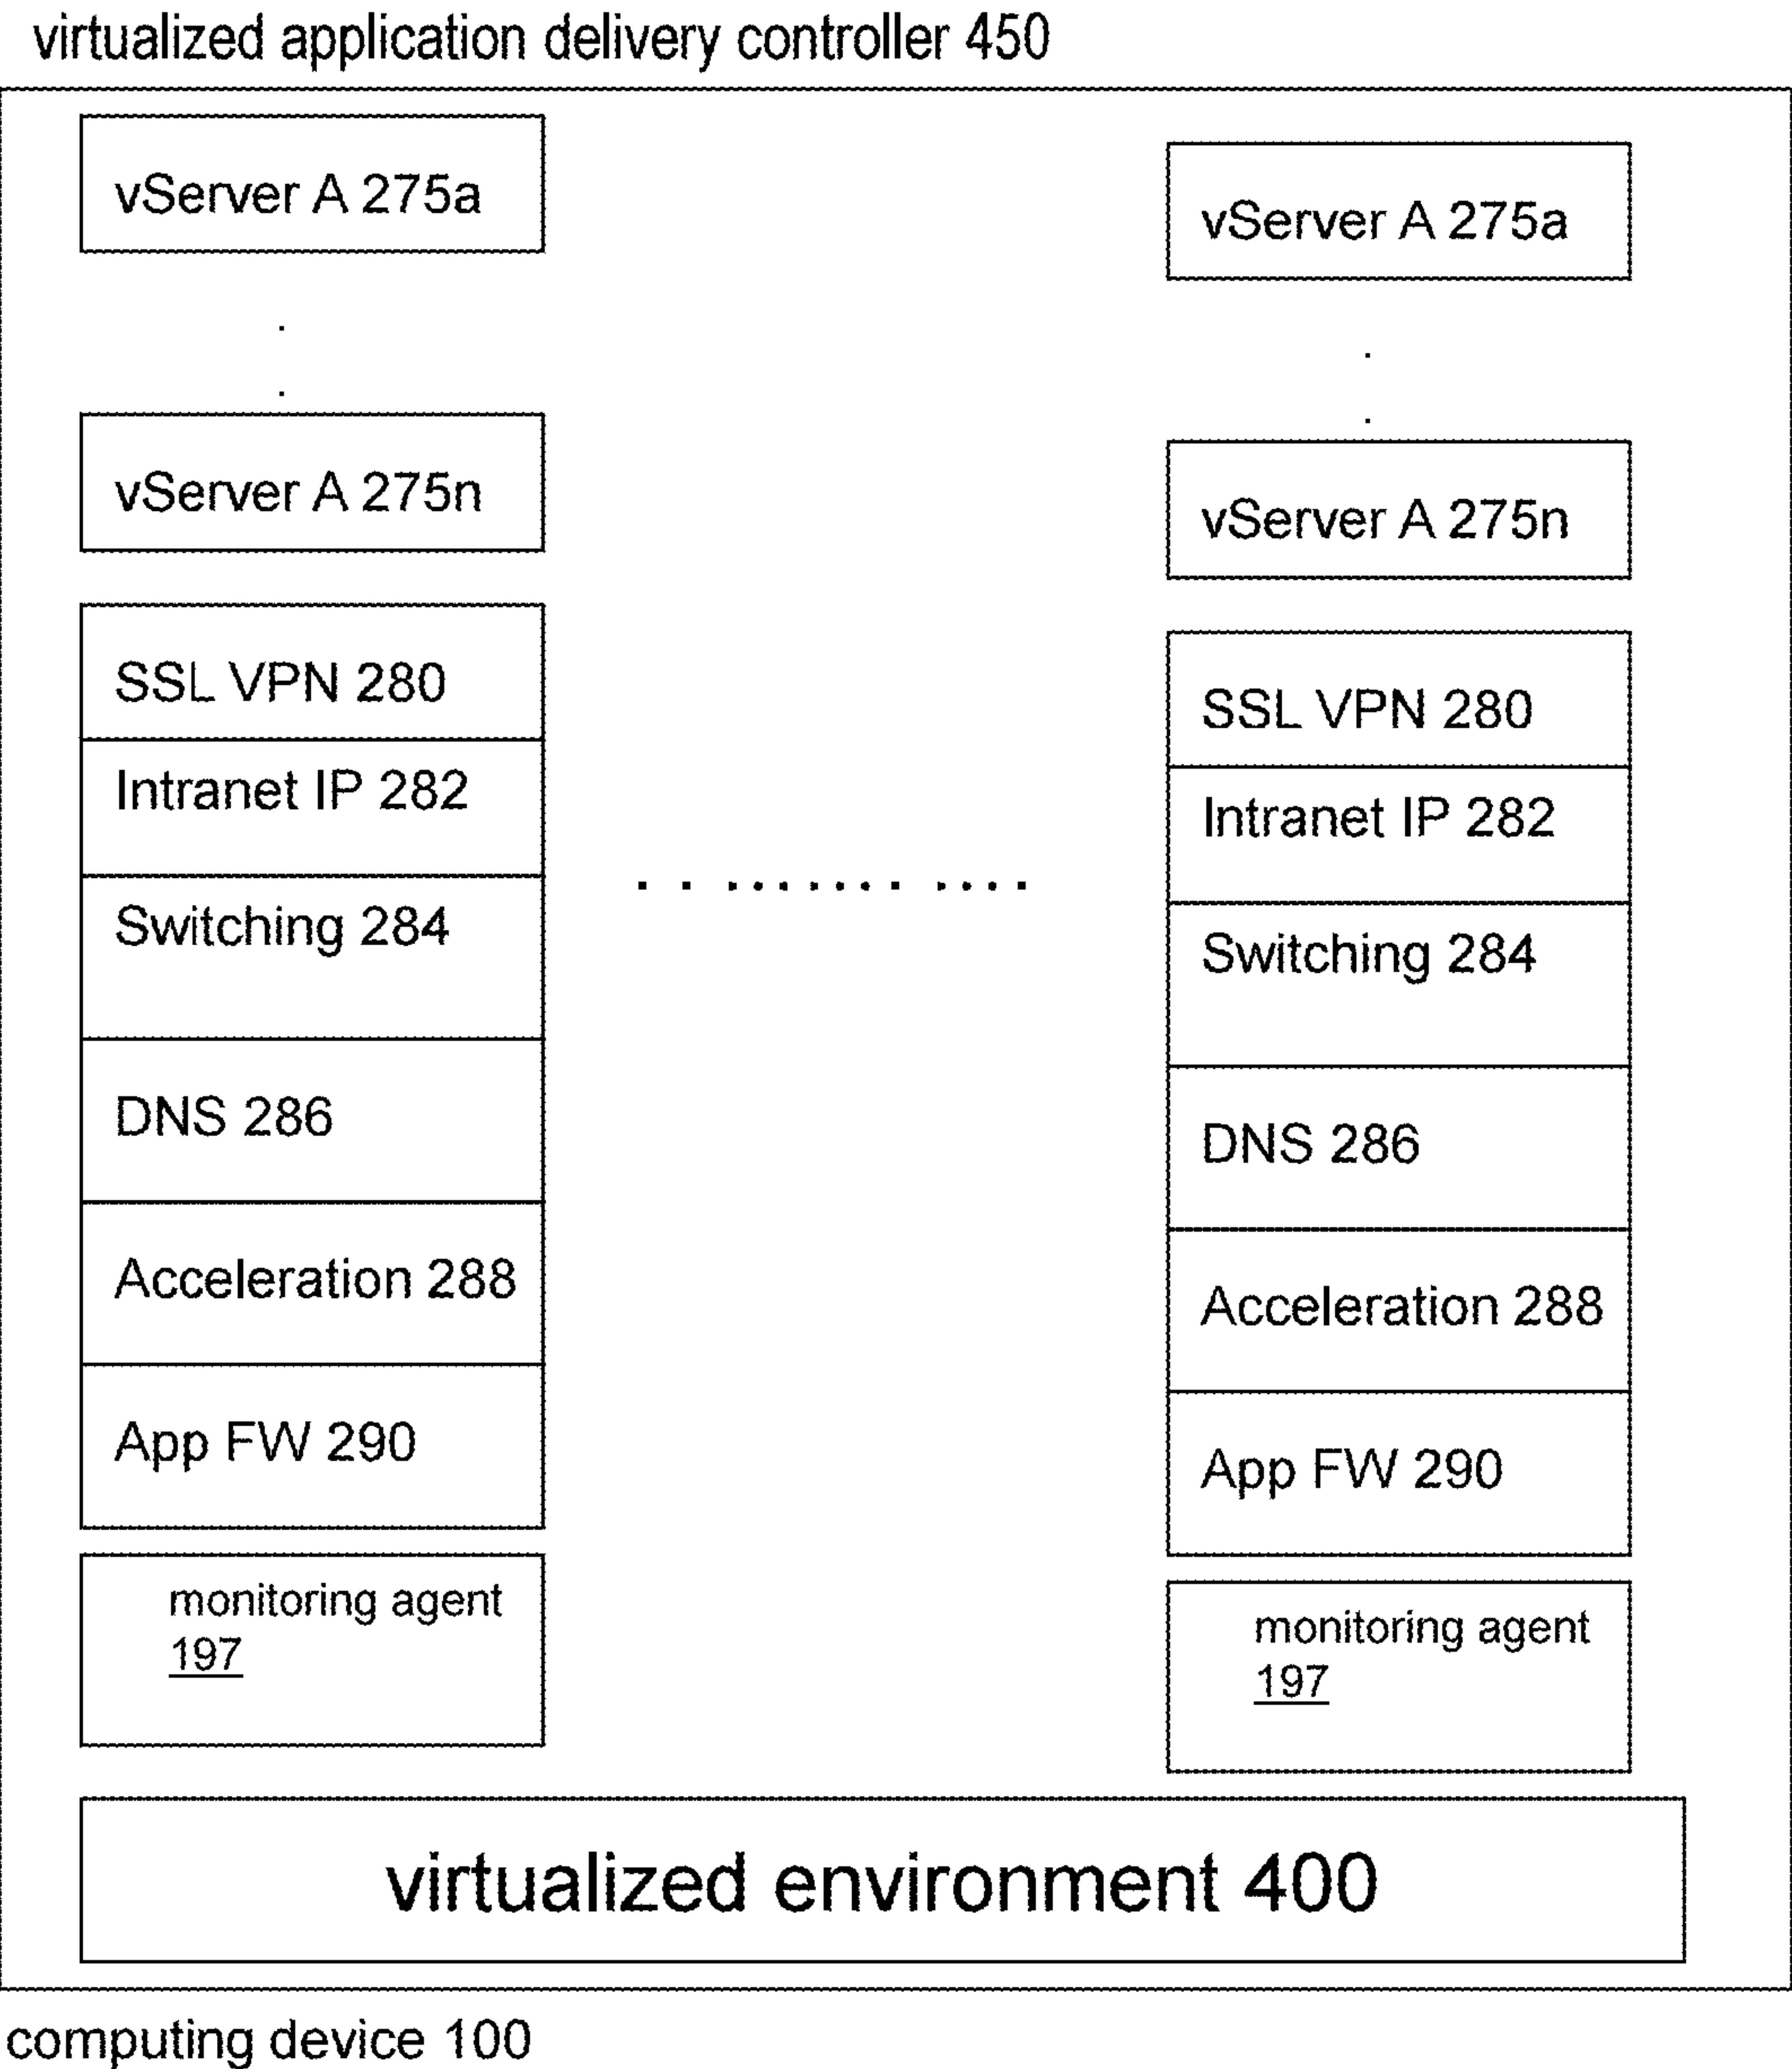 virtualized application delivery controller 450
vServer A 275a
vServer A 275n
SSL VPN 280
Intranet IP 282
Switching 284
DNS 286
Acceleration 288
App FW 290
monitoring agent
197
vServer A 275a
vServer A 275n
SSL VPN 280
Intranet IP 282
Switching 284
DNS 286
Acceleration 288
App FW 290
monitoring agent
197
virtualized environment 400
computing device 100